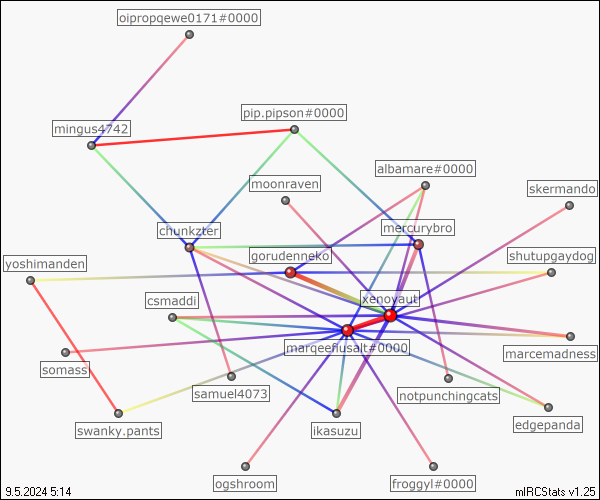 oipropqewe0171#0000
pip.pipson#0000
mingus4742
albamare#0000
moonraven
skermando
chunkzter
mercurybro
gorudenneko
shutupgaydog
yoshimanden
xenoyaut
csmaddi
narqeeflusalt#0000
marcemadness
somass
samuel4073
notpunchingcats
edgepanda
swanky.pants
ikasuzu
ogshroom
froggyl#0000
9.5.2024 5:14
mIRCStats v1.25